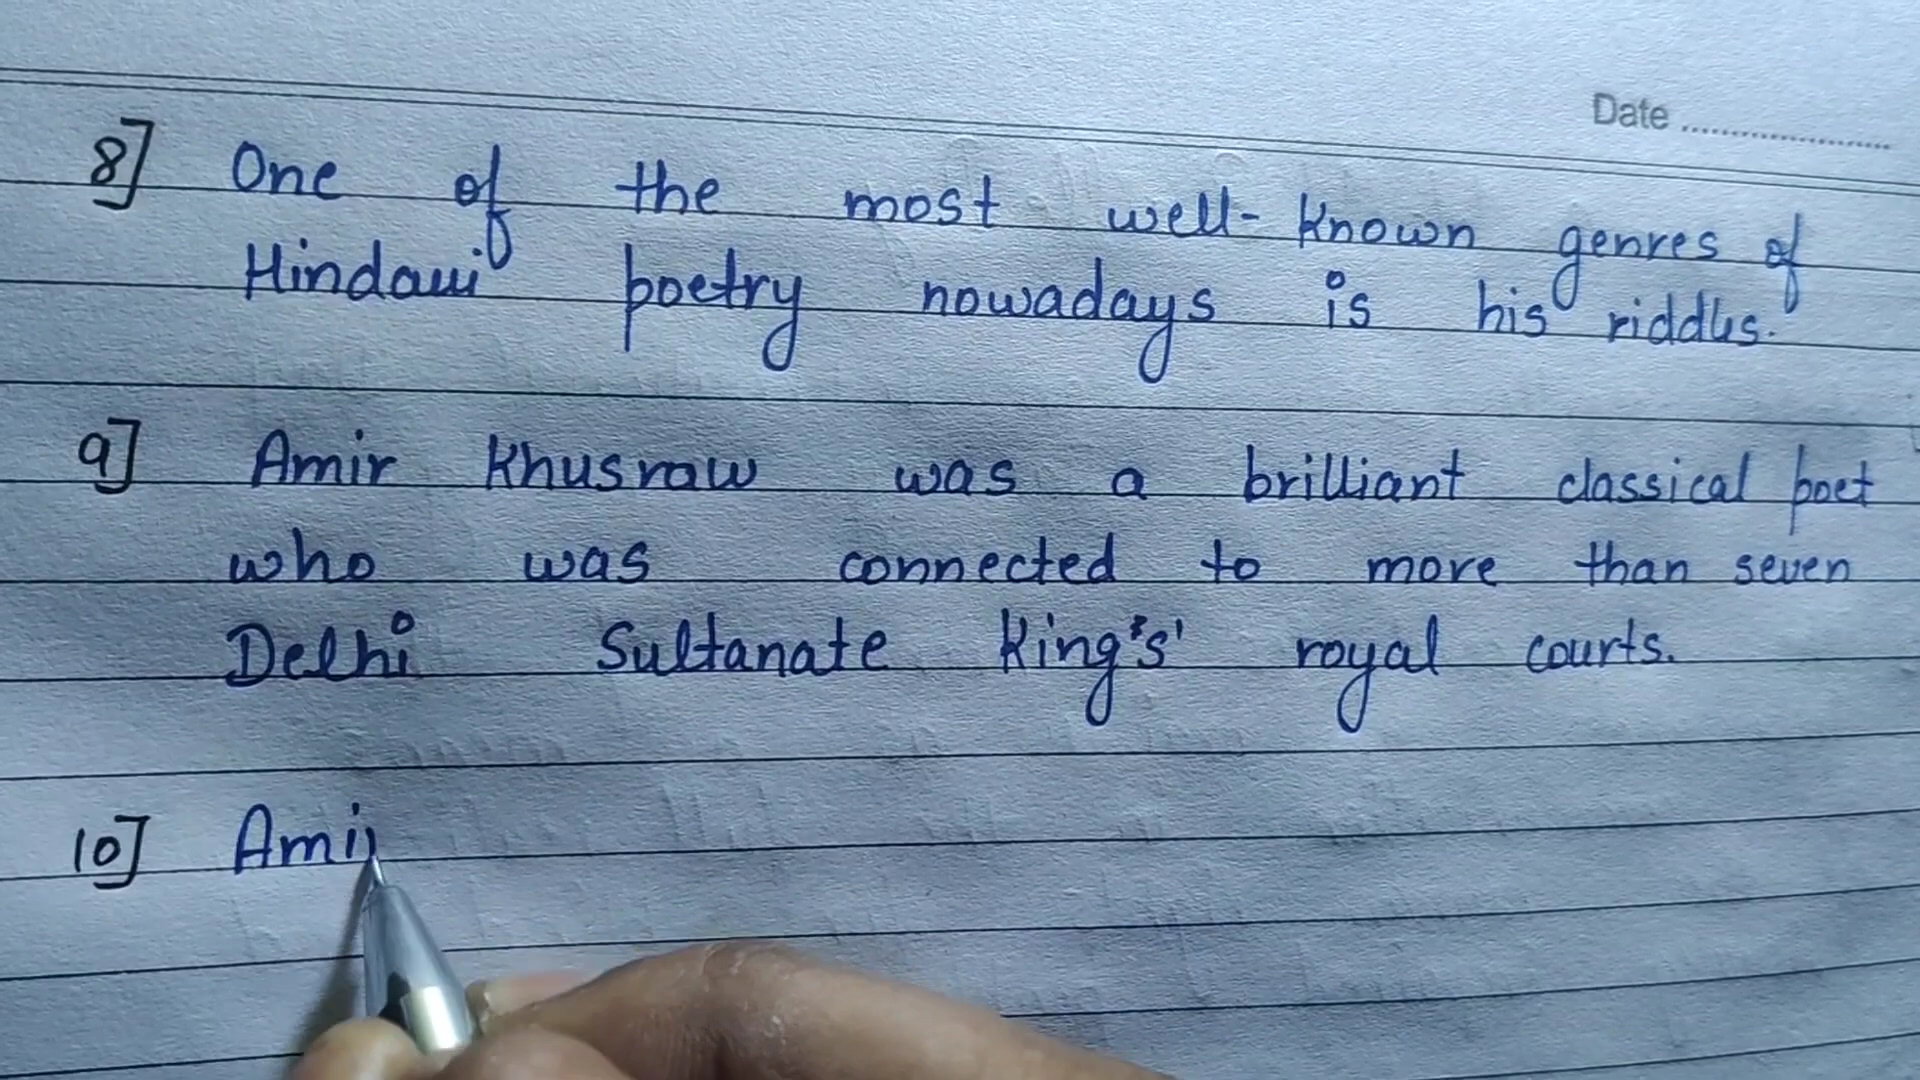 Date ....................
8] One of the most well-known genres of
Hindawi poetry nowadays is his riddles.
9] Amir Khusraw was a brilliant classical poet
who was connected to more than seven
Delhi Sultanate King's' royal courts.
10] Amir